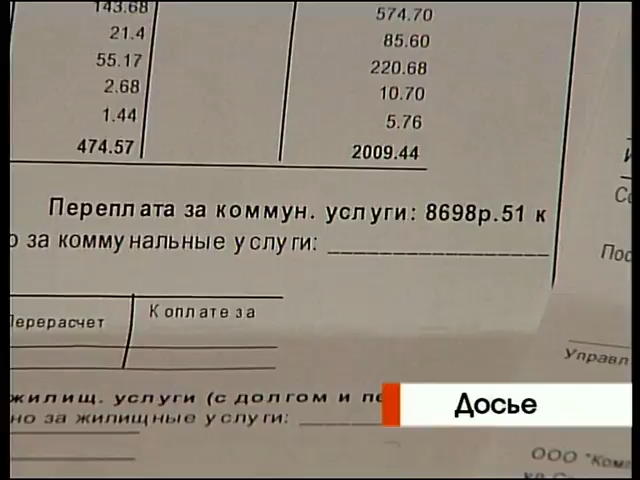 143.68 574.70
21.4 85.60
55.17 220.68
2.68 10.70
1.44 5.76
474.57 2009.44
Переплата за коммун. услуги: 8698р.51 к
о за коммунальные услуги:
Перерасчет К оплате за
жилищ. услуги (с долгом и пе
но за жилищные услуги:
Управл
Досье
ООО "Комп